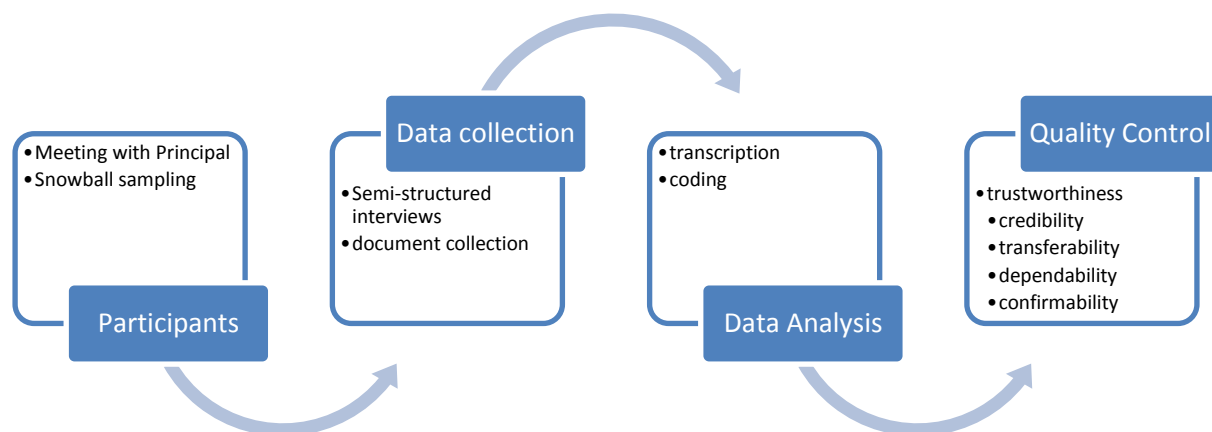 • Meeting with Principal
• Snowball sampling
Participants
Data collection
• Semi-structured
interviews
• document collection
• transcription
• coding
Data Analysis
Quality Control
• trustworthiness
• credibility
• transferability
• dependability
• confirmability